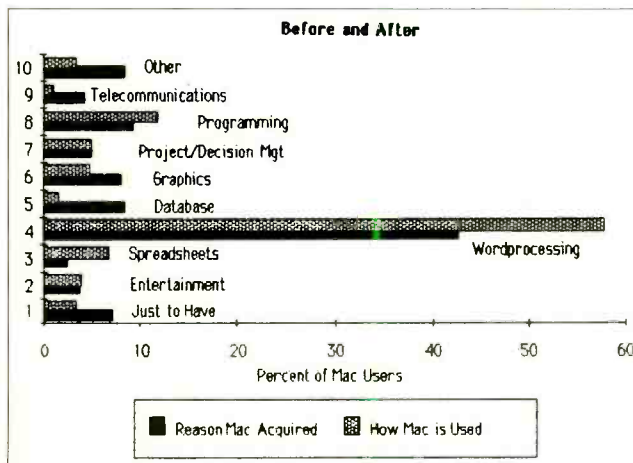 Before and After
10 Other
9 Telecommunications
8 Programming
7 Project/Decision Mgt
6 Graphics
5 Database
4
Wordprocessing
3 Spreadsheets
2 Entertainment
1 Just to Have
0 10 20 30 40 50 60
Percent of Mac Users
Reason Mac Acquired How Mac is Used